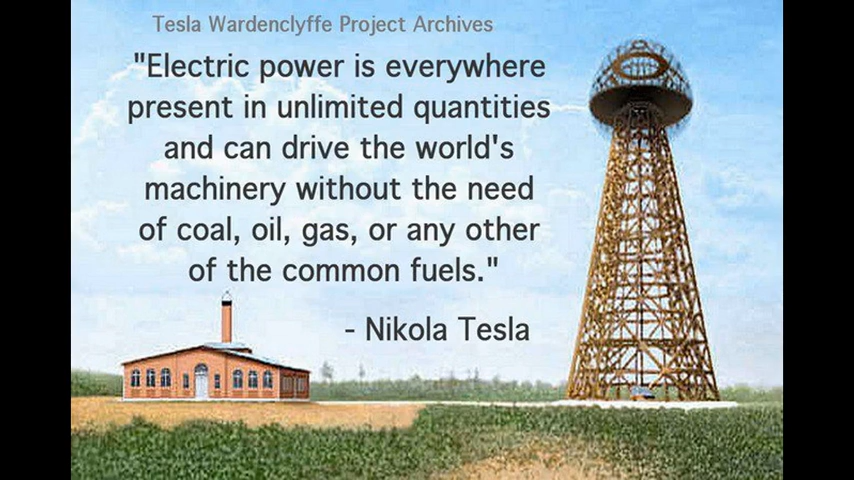 Tesla Wardenclyffe Project Archives
"Electric power is everywhere
present in unlimited quantities
and can drive the world's
machinery without the need
of coal, oil, gas, or any other
of the common fuels."
- Nikola Tesla